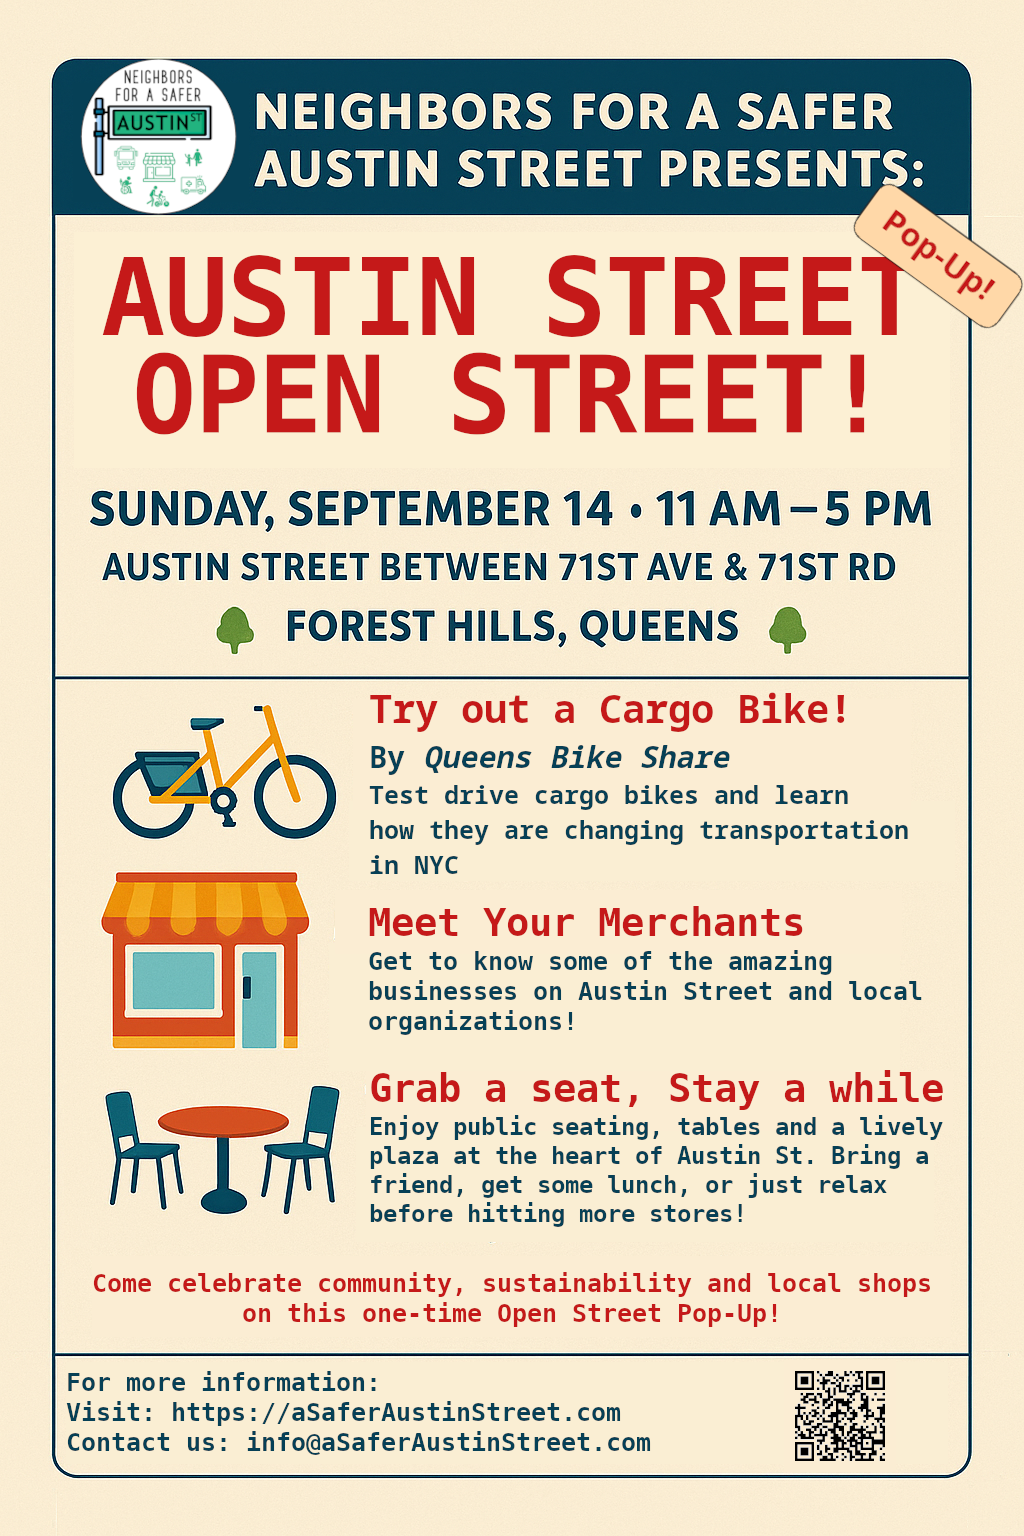 NEIGHBORS
FOR A SAFER
AUSTIN ST
NEIGHBORS FOR A SAFER
AUSTIN STREET PRESENTS:
Pop-Up!
AUSTIN STREET
OPEN STREET!
SUNDAY, SEPTEMBER 14 • 11 AM – 5 PM
AUSTIN STREET BETWEEN 71ST AVE & 71ST RD
FOREST HILLS, QUEENS
Try out a Cargo Bike!
By Queens Bike Share
Test drive cargo bikes and learn
how they are changing transportation
in NYC
Meet Your Merchants
Get to know some of the amazing
businesses on Austin Street and local
organizations!
Grab a seat, Stay a while
Enjoy public seating, tables and a lively
plaza at the heart of Austin St. Bring a
friend, get some lunch, or just relax
before hitting more stores!
Come celebrate community, sustainability and local shops
on this one-time Open Street Pop-Up!
For more information:
Visit: https://aSaferAustinStreet.com
Contact us: info@aSaferAustinStreet.com